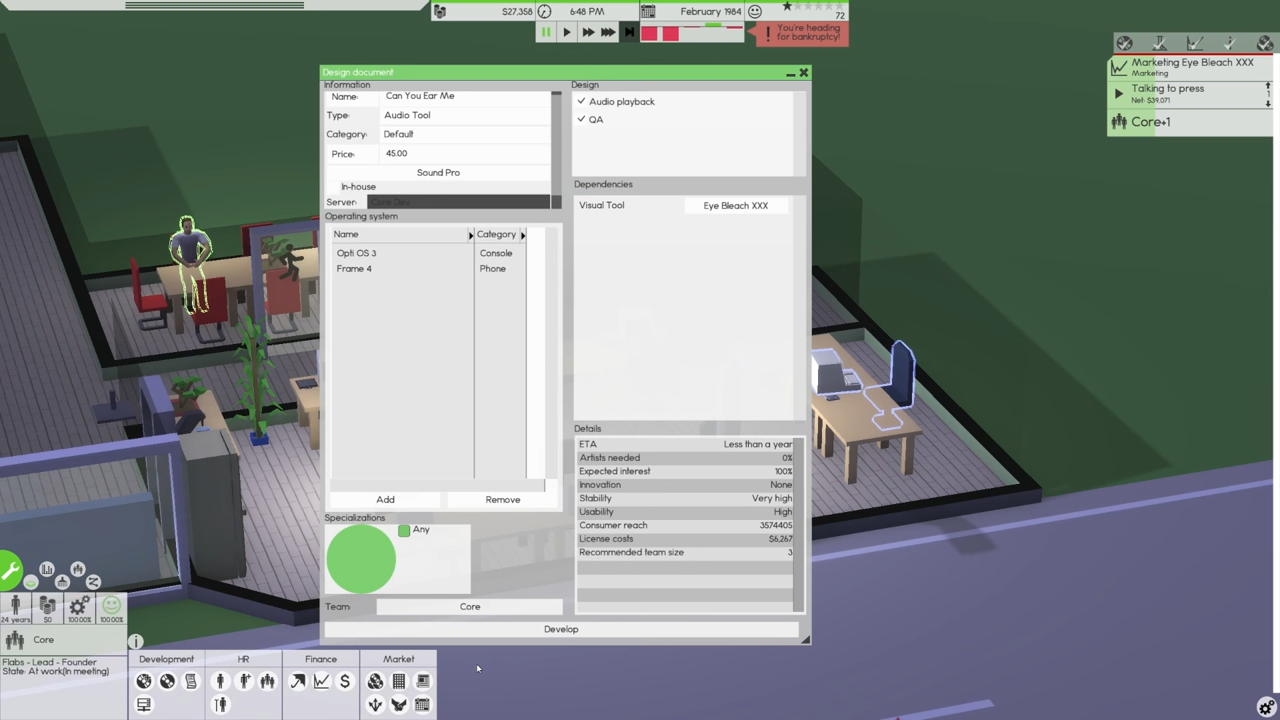 $27,358
6:48 PM
February 1984
72
You're heading
for bankruptcy!
Marketing Eye Bleach XXX
Marketing
Talking to press
Net: $39,071
1
Core+1
Design document
Information
Name: Can You Ear Me
Type: Audio Tool
Category: Default
Price: 45.00
Sound Pro
In-house
Server: Core Dev
Operating system
Name Category
Opti OS 3 Console
Frame 4 Phone
Add Remove
Specializations
Any
Team: Core
Design
Audio playback
QA
Dependencies
Visual Tool Eye Bleach XXX
Details
ETA Less than a year
Artists needed 0%
Expected interest 100%
Innovation None
Stability Very high
Usability High
Consumer reach 3574405
License costs $6,267
Recommended team size 3
Develop
24 years $0 100.00% 100.00%
Core
Flabs - Lead - Founder
State: At work(In meeting)
Development HR Finance Market